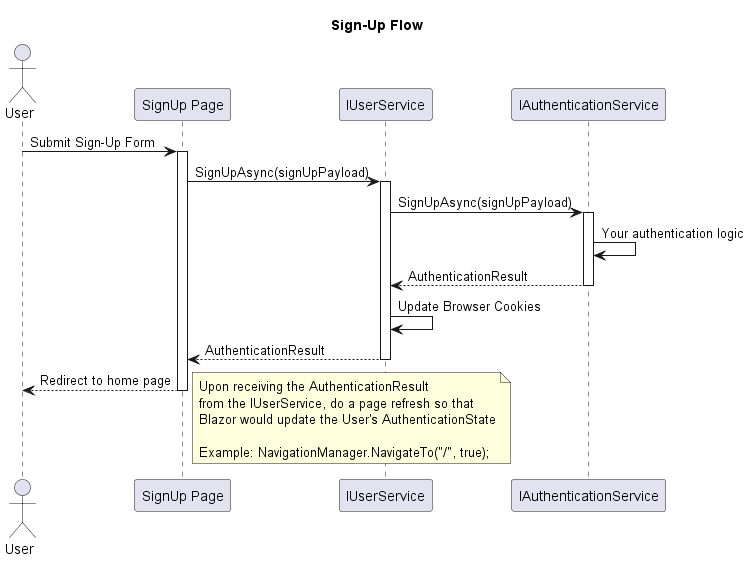 Sign-Up Flow
User
SignUp Page
IUserService
IAuthenticationService
Submit Sign-Up Form
SignUpAsync(signUpPayload)
SignUpAsync(signUpPayload)
Your authentication logic
AuthenticationResult
Update Browser Cookies
AuthenticationResult
Redirect to home page
Upon receiving the AuthenticationResult
from the IUserService, do a page refresh so that
Blazor would update the User's AuthenticationState
Example: NavigationManager.NavigateTo("/", true);
User
SignUp Page
IUserService
IAuthenticationService